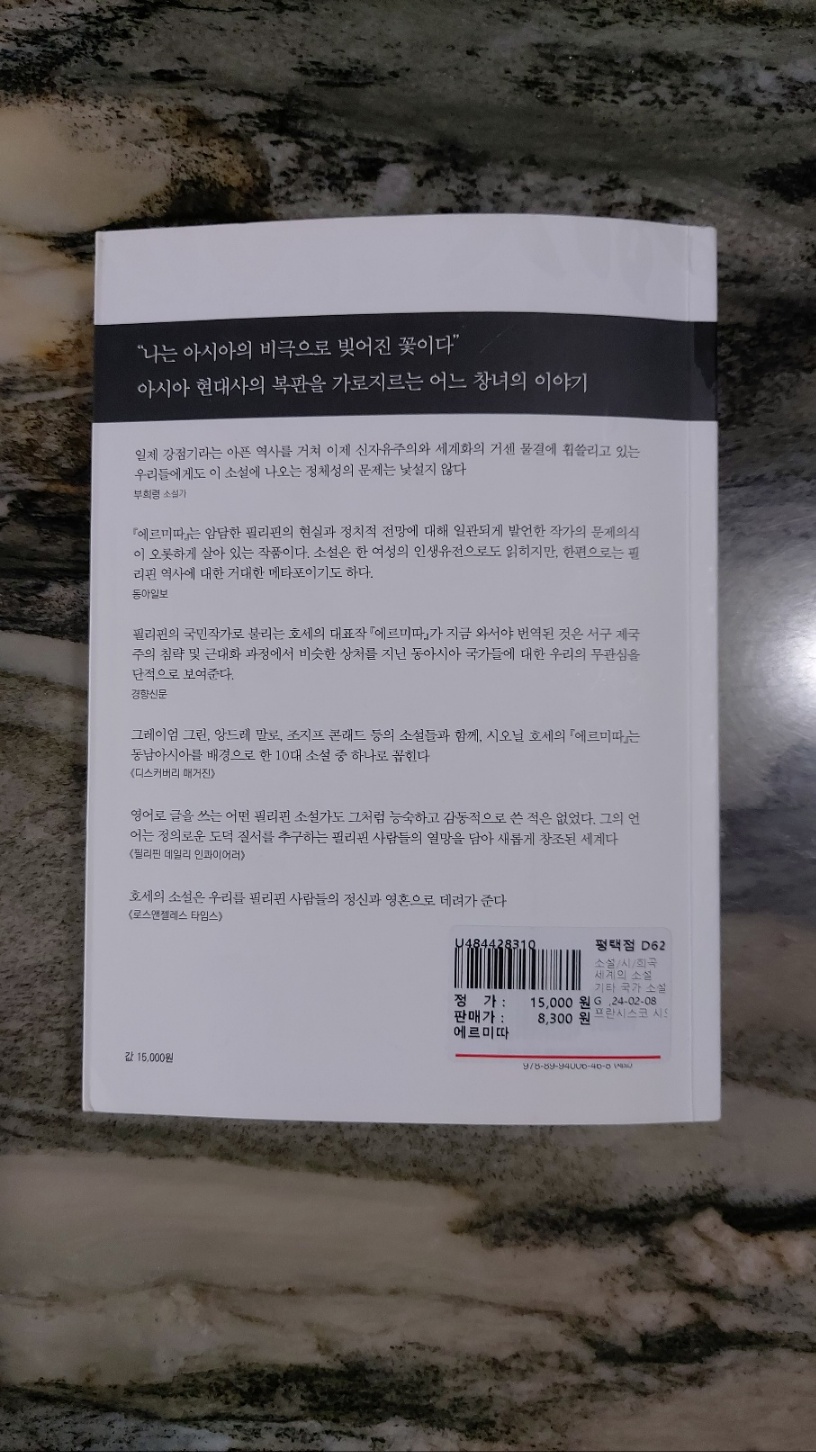 “나는 아시아의 비극으로 빚어진 꽃이다”
아시아 현대사의 복판을 가로지르는 어느 창녀의 이야기
일제 강점기라는 아픈 역사를 거쳐 이제 신자유주의와 세계화의 거센 물결에 휩쓸리고 있는
우리들에게도 이 소설에 나오는 정체성의 문제는 낯설지 않다
부희령 소설가
『에르미따』는 암담한 필리핀의 현실과 정치적 전망에 대해 일관되게 발언한 작가의 문제의식
이 오롯하게 살아 있는 작품이다. 소설은 한 여성의 인생유전으로도 읽히지만, 한편으로는 필
리핀 역사에 대한 거대한 메타포이기도 하다.
동아일보
필리핀의 국민작가로 불리는 호세의 대표작 『에르미따』가 지금 와서야 번역된 것은 서구 제국
주의 침략 및 근대화 과정에서 비슷한 상처를 지닌 동아시아 국가들에 대한 우리의 무관심을
단적으로 보여준다.
경향신문
그레이엄 그린, 앙드레 말로, 조지프 콘래드 등의 소설들과 함께, 시오닐 호세의 『에르미따』는
동남아시아를 배경으로 한 10대 소설 중 하나로 꼽힌다
《디스커버리 매거진》
영어로 글을 쓰는 어떤 필리핀 소설가도 그처럼 능숙하고 감동적으로 쓴 적은 없었다. 그의 언
어는 정의로운 도덕 질서를 추구하는 필리핀 사람들의 열망을 담아 새롭게 창조된 세계다
《필리핀 데일리 인콰이어러》
호세의 소설은 우리를 필리핀 사람들의 정신과 영혼으로 데려가 준다
《로스앤젤레스 타임스》
U484428310 평택점 D62
소설/시/희곡
세계의 소설
기타 국가 소설
정 가 : 15,000 원 G ,24-02-08
판매가 : 8,300 원 프란시스코 시
에르미따
값 15,000원